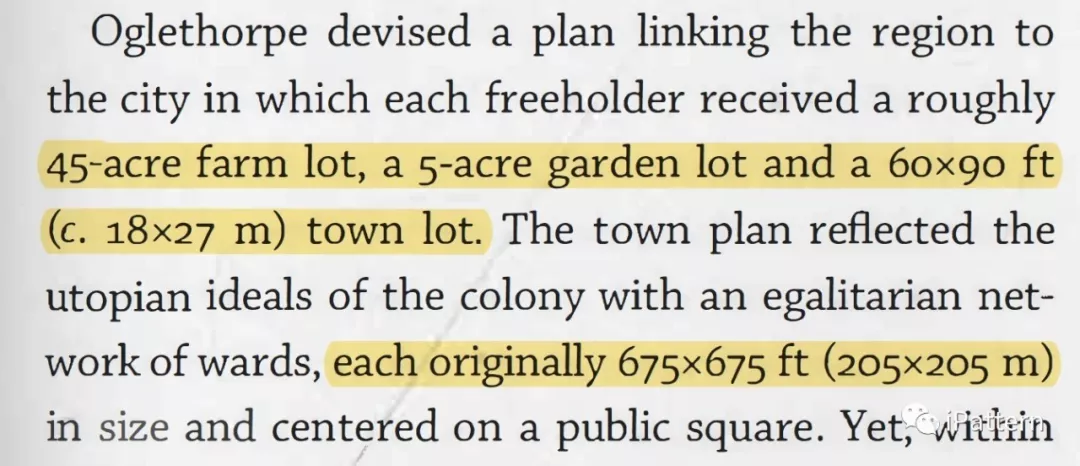 Oglethorpe devised a plan linking the region to
the city in which each freeholder received a roughly
45-acre farm lot, a 5-acre garden lot and a 60×90 ft
(c. 18×27 m) town lot. The town plan reflected the
utopian ideals of the colony with an egalitarian net-
work of wards, each originally 675×675 ft (205×205 m)
in size and centered on a public square. Yet, within
iPattern